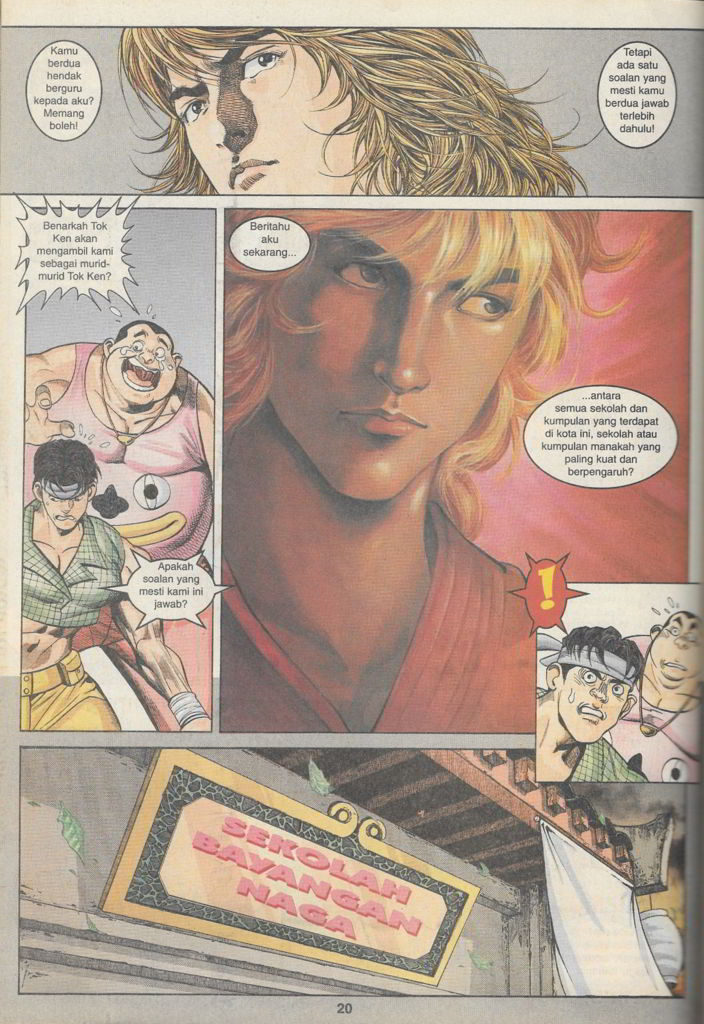 Kamu
berdua
hendak
berguru
kepada aku?
Memang
boleh!
Tetapi
ada satu
soalan yang
mesti kamu
berdua jawab
terlebih
dahulu!
Benarkah Tok
Ken akan
mengambil kami
sebagai murid-
murid Tok Ken?
Apakah
soalan yang
mesti kami ini
jawab?
Beritahu
aku
sekarang...
...antara
semua sekolah dan
kumpulan yang terdapat
di kota ini, sekolah atau
kumpulan manakah yang
paling kuat dan
berpengaruh?
!
SEKOLAH
BAYANGAN
NAGA
20